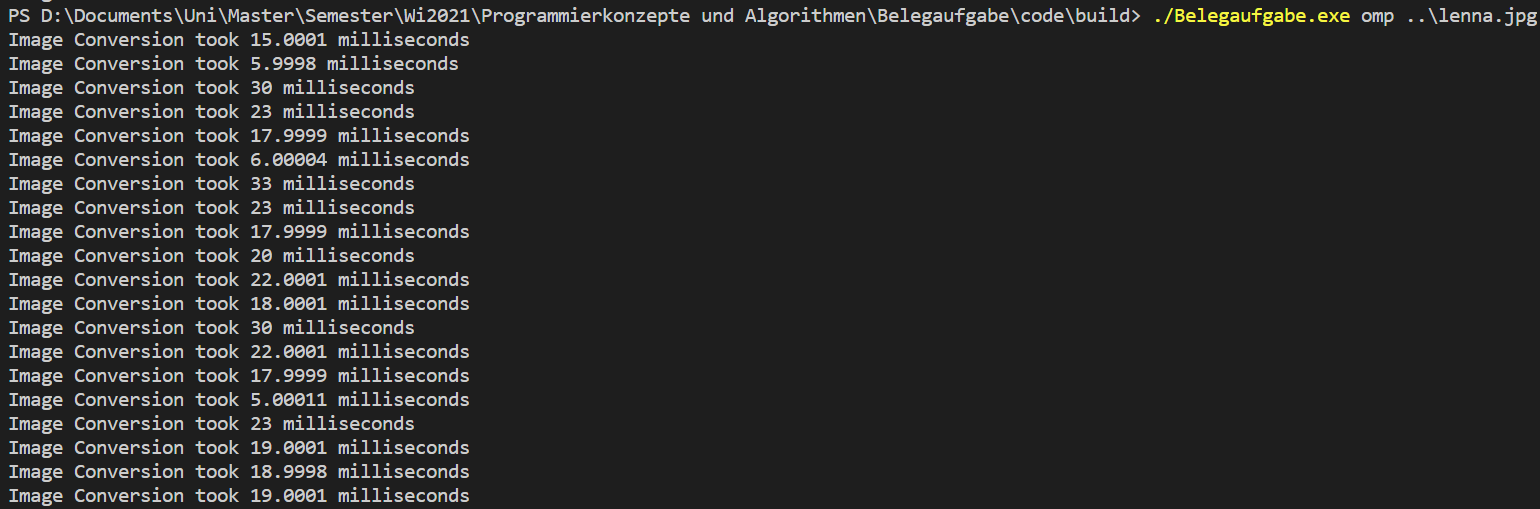 PS D:\Documents\Uni\Master\Semester\Wi2021\Programmierkonzepte und Algorithmen\Belegaufgabe\code\build> ./Belegaufgabe.exe omp ..\lenna.jpg
Image Conversion took 15.0001 milliseconds
Image Conversion took 5.9998 milliseconds
Image Conversion took 30 milliseconds
Image Conversion took 23 milliseconds
Image Conversion took 17.9999 milliseconds
Image Conversion took 6.00004 milliseconds
Image Conversion took 33 milliseconds
Image Conversion took 23 milliseconds
Image Conversion took 17.9999 milliseconds
Image Conversion took 20 milliseconds
Image Conversion took 22.0001 milliseconds
Image Conversion took 18.0001 milliseconds
Image Conversion took 30 milliseconds
Image Conversion took 22.0001 milliseconds
Image Conversion took 17.9999 milliseconds
Image Conversion took 5.00011 milliseconds
Image Conversion took 23 milliseconds
Image Conversion took 19.0001 milliseconds
Image Conversion took 18.9998 milliseconds
Image Conversion took 19.0001 milliseconds